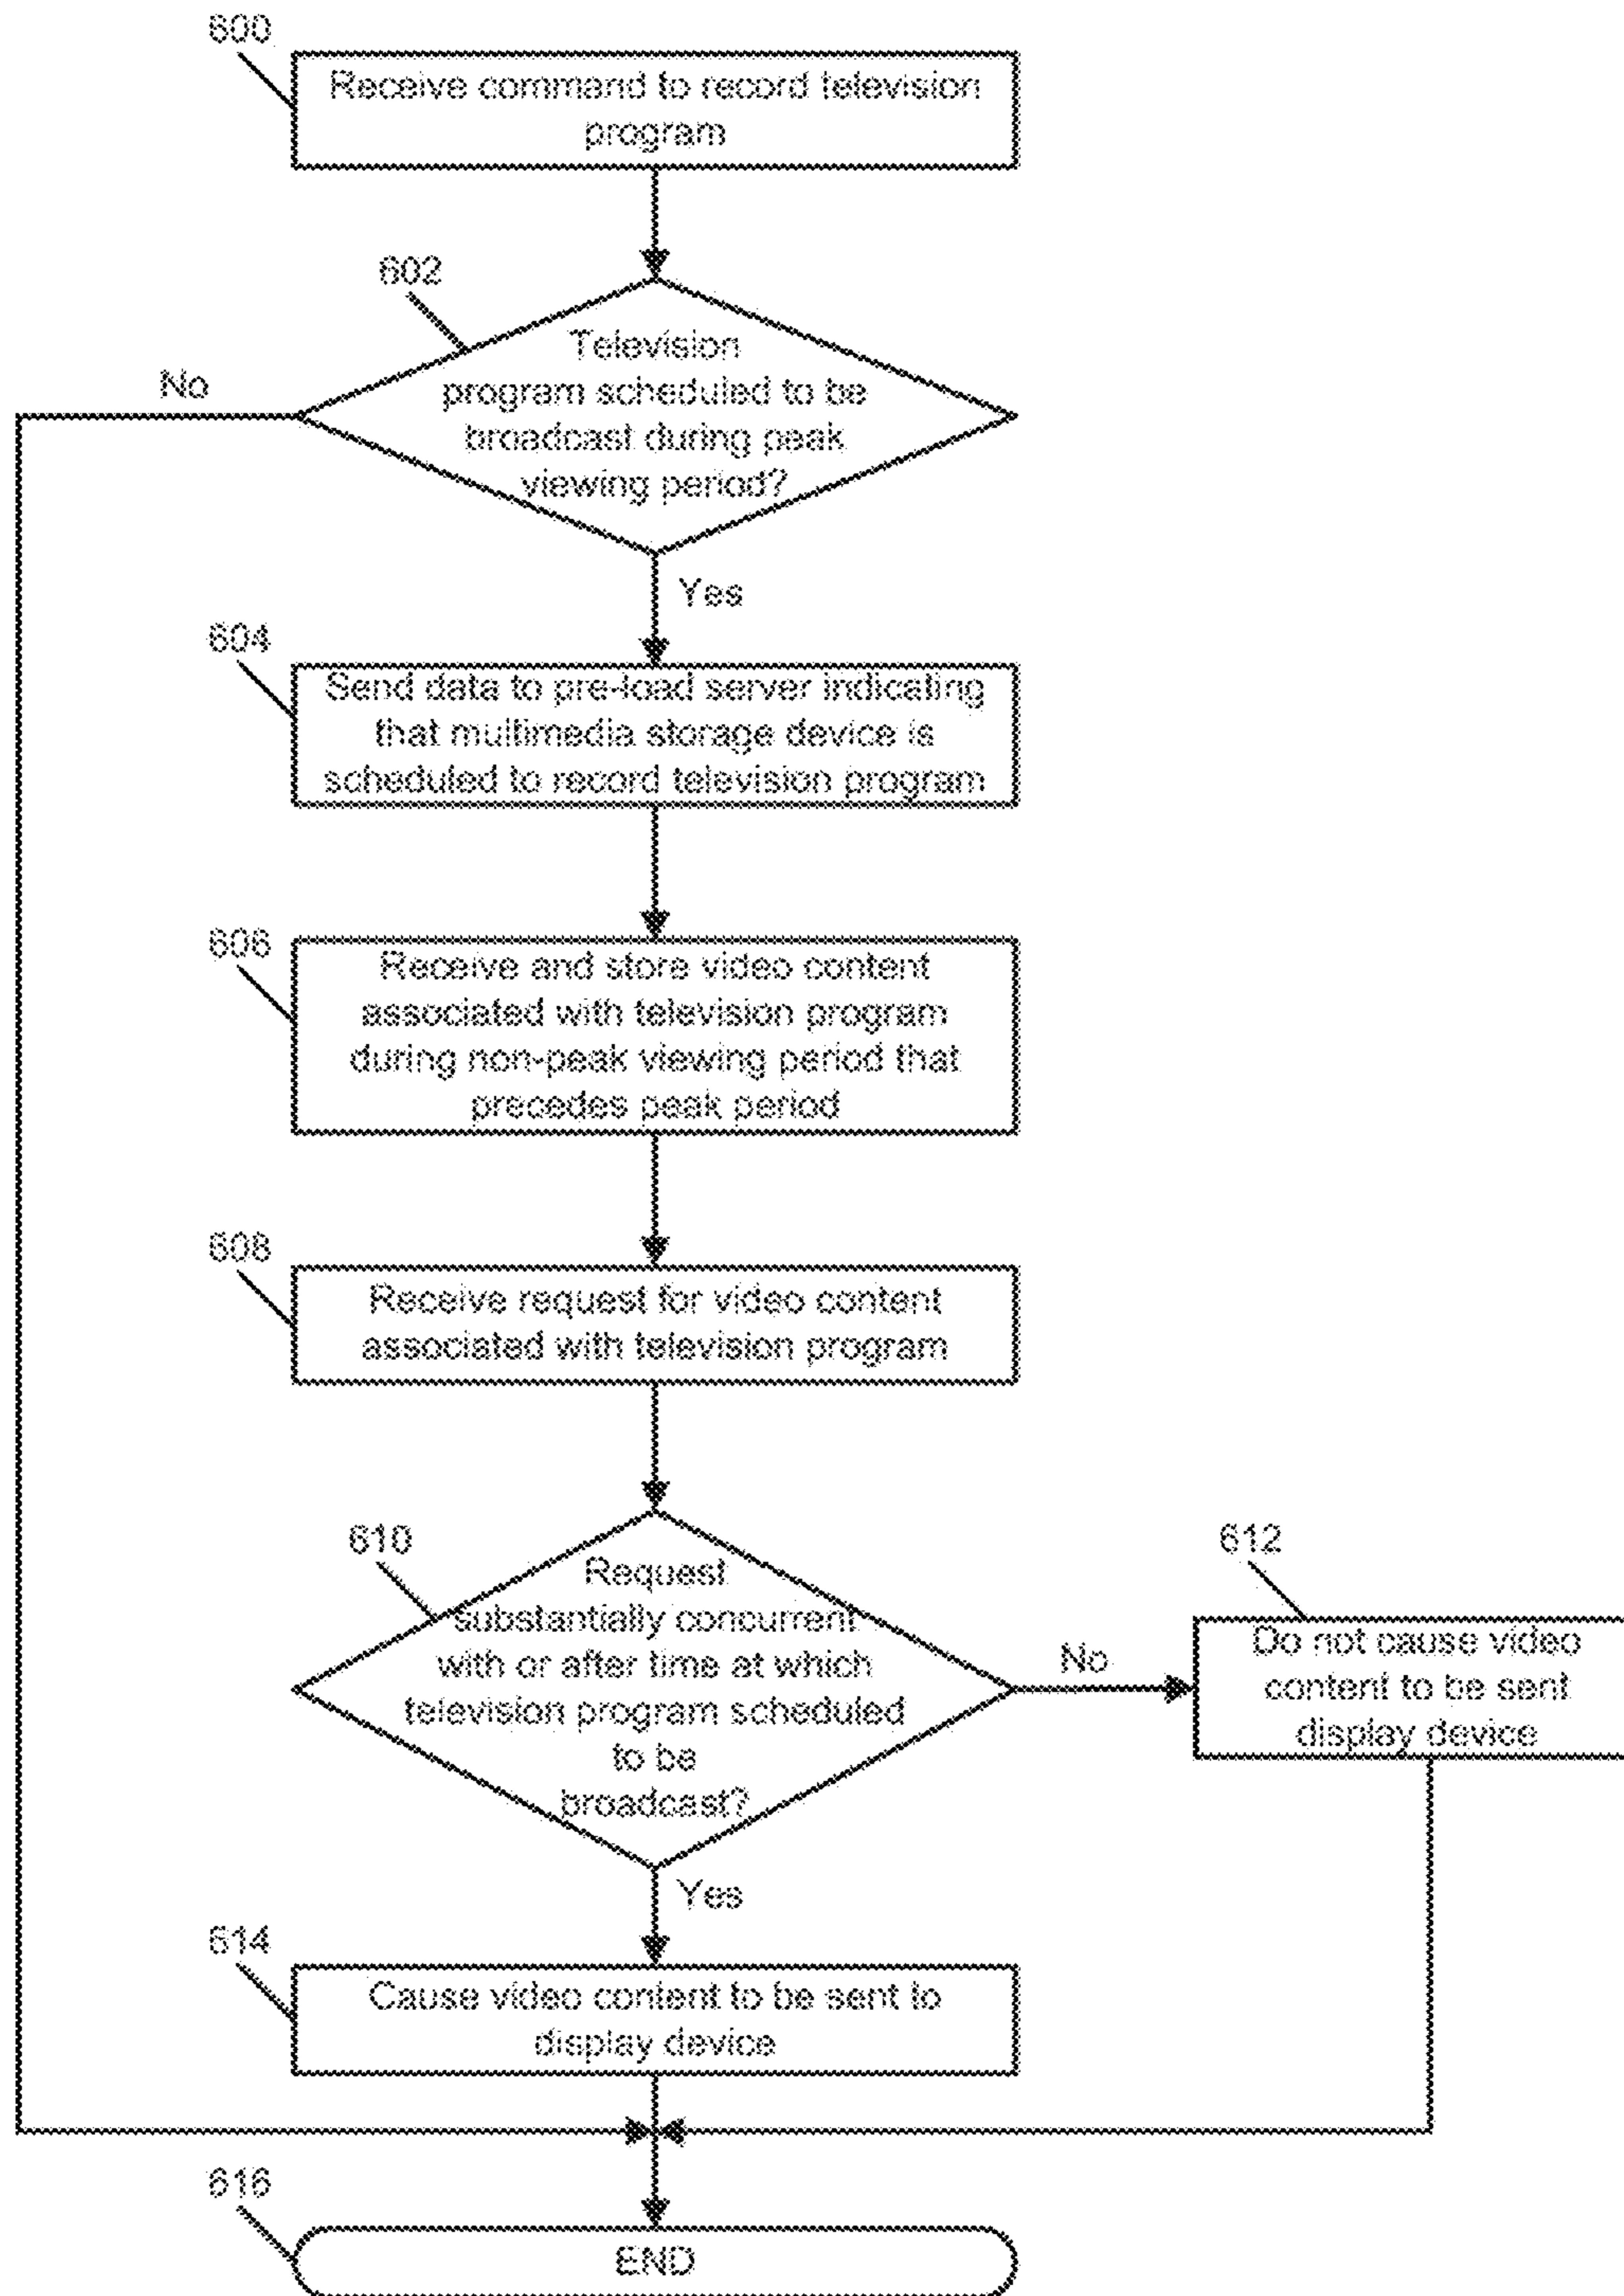 600
Receive command to record television
program
602
Television
program scheduled to be
broadcast during peak
viewing period?
No
Yes
604
Send data to pre-load server indicating
that multimedia storage device is
scheduled to record television program
606
Receive and store video content
associated with television program
during non-peak viewing period that
precedes peak period
608
Receive request for video content
associated with television program
610
Request
substantially concurrent
with or after time at which
television program scheduled
to be
broadcast?
No
612
Do not cause video
content to be sent
display device
Yes
614
Cause video content to be sent to
display device
616
END